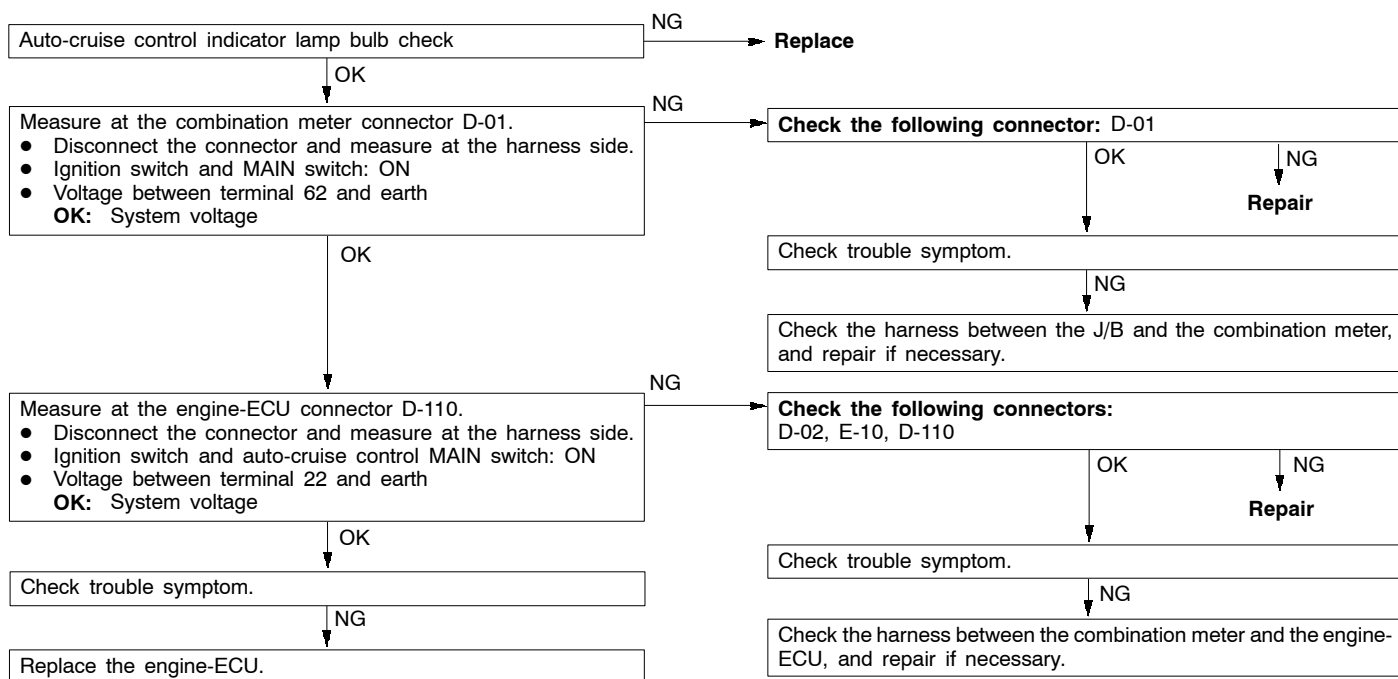 Auto-cruise control indicator lamp bulb check
NG
Replace
OK
Measure at the combination meter connector D-01.
● Disconnect the connector and measure at the harness side.
● Ignition switch and MAIN switch: ON
● Voltage between terminal 62 and earth
OK: System voltage
NG
Check the following connector: D-01
OK
NG
Repair
Check trouble symptom.
NG
Check the harness between the J/B and the combination meter,
and repair if necessary.
OK
Measure at the engine-ECU connector D-110.
● Disconnect the connector and measure at the harness side.
● Ignition switch and auto-cruise control MAIN switch: ON
● Voltage between terminal 22 and earth
OK: System voltage
NG
Check the following connectors:
D-02, E-10, D-110
OK
NG
Repair
Check trouble symptom.
NG
Check the harness between the combination meter and the engine-
ECU, and repair if necessary.
OK
Check trouble symptom.
NG
Replace the engine-ECU.